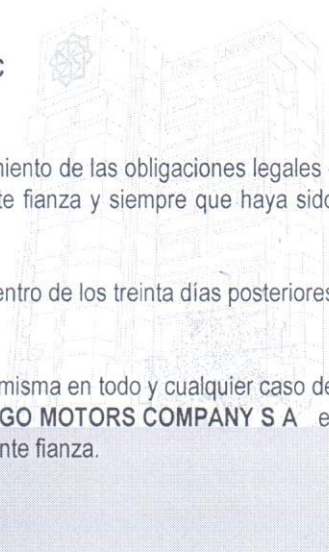 C
miento de las obligaciones legales
te fianza y siempre que haya sido
entro de los treinta días posteriores
misma en todo y cualquier caso de
GO MOTORS COMPANY S A e
nte fianza.